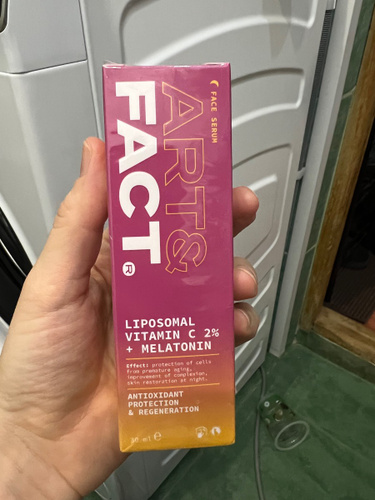 FACE SERUM
ART&
FACT®
LIPOSOMAL
VITAMIN C 2%
+ MELATONIN
Effect: protection of cells
from premature aging,
improvement of complexion,
skin restoration at night.
ANTIOXIDANT
PROTECTION
& REGENERATION
30 ml ℮